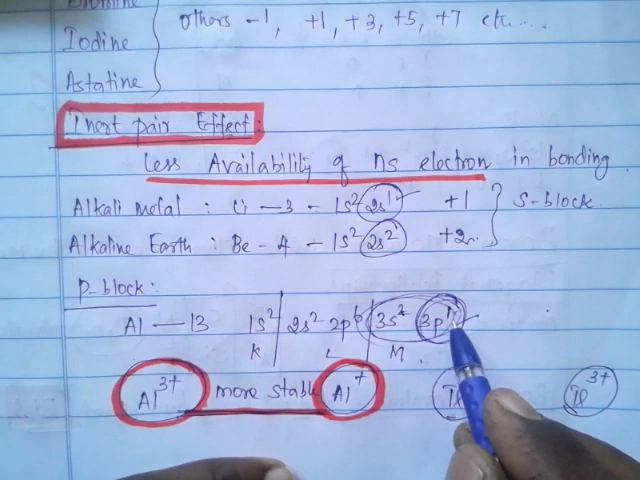 others -1, +1, +3, +5, +7 etc....
Iodine
Astatine
Inert pair Effect:
Less Availability of ns electron in bonding
Alkali metal : Li — 3 — 1s² 2s¹ +1
Alkaline Earth : Be — 4 — 1s² 2s² +2 } s-block
p-block:
Al — 13 1s² | 2s² 2p⁶ | 3s² 3p¹
K L M
Al³⁺ more stable Al⁺ Tl³⁺